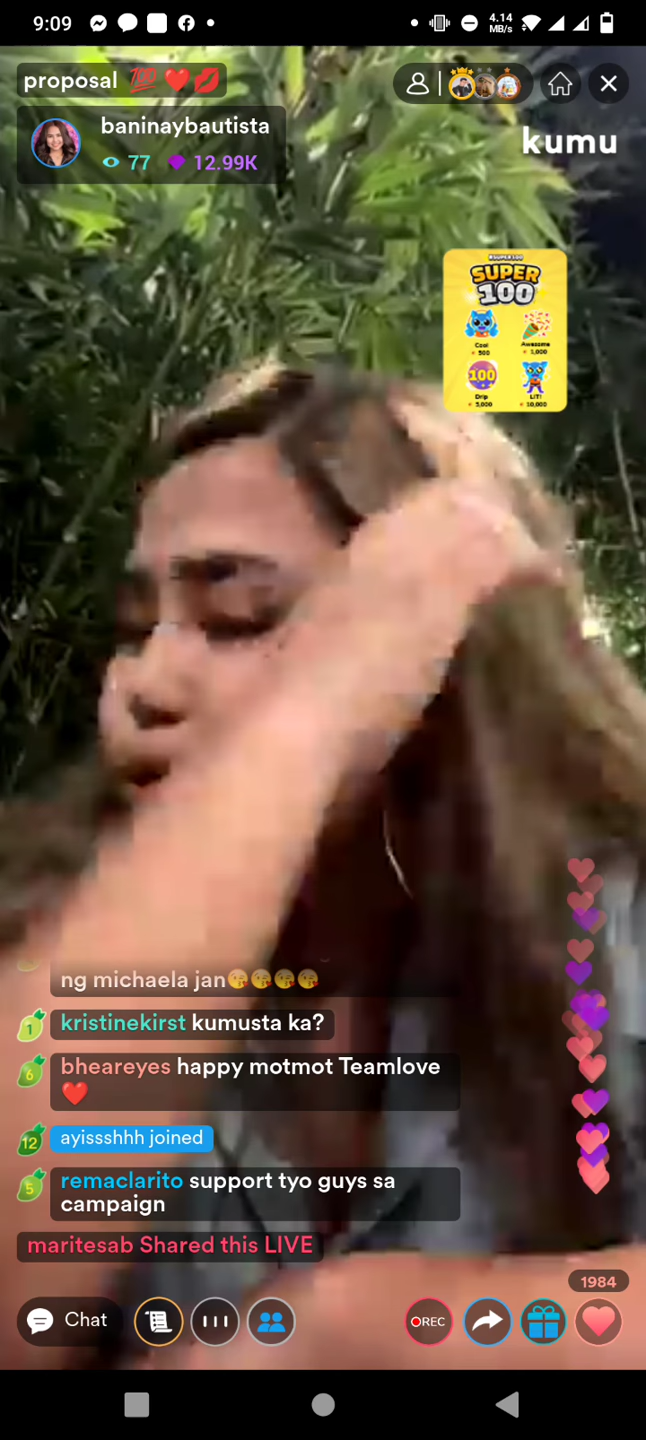 9:09
4.14
MB/s
proposal 💯❤️💋
baninaybautista
77
12.99K
kumu
SUPER
100
Cool
500
Awesome
1,000
100
Drip
5,000
LIT!
10,000
ng michaela jan😘😘😘😘
1 kristinekirst kumusta ka?
6 bheareyes happy motmot Teamlove
❤️
12 ayissshhh joined
5 remaclarito support tyo guys sa
campaign
maritesab Shared this LIVE
1984
Chat
REC